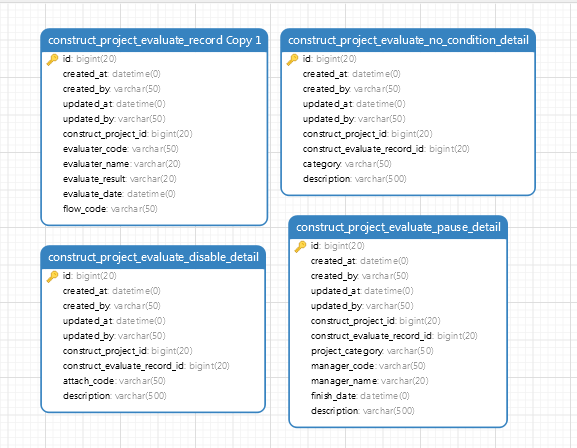 construct_project_evaluate_record Copy 1
id: bigint(20)
created_at: datetime(0)
created_by: varchar(50)
updated_at: datetime(0)
updated_by: varchar(50)
construct_project_id: bigint(20)
evaluater_code: varchar(50)
evaluater_name: varchar(20)
evaluate_result: varchar(20)
evaluate_date: datetime(0)
flow_code: varchar(50)
construct_project_evaluate_no_condition_detail
id: bigint(20)
created_at: datetime(0)
created_by: varchar(50)
updated_at: datetime(0)
updated_by: varchar(50)
construct_project_id: bigint(20)
construct_evaluate_record_id: bigint(20)
category: varchar(50)
description: varchar(500)
construct_project_evaluate_disable_detail
id: bigint(20)
created_at: datetime(0)
created_by: varchar(50)
updated_at: datetime(0)
updated_by: varchar(50)
construct_project_id: bigint(20)
construct_evaluate_record_id: bigint(20)
attach_code: varchar(50)
description: varchar(500)
construct_project_evaluate_pause_detail
id: bigint(20)
created_at: datetime(0)
created_by: varchar(50)
updated_at: datetime(0)
updated_by: varchar(50)
construct_project_id: bigint(20)
construct_evaluate_record_id: bigint(20)
project_category: varchar(50)
manager_code: varchar(50)
manager_name: varchar(20)
finish_date: datetime(0)
description: varchar(500)